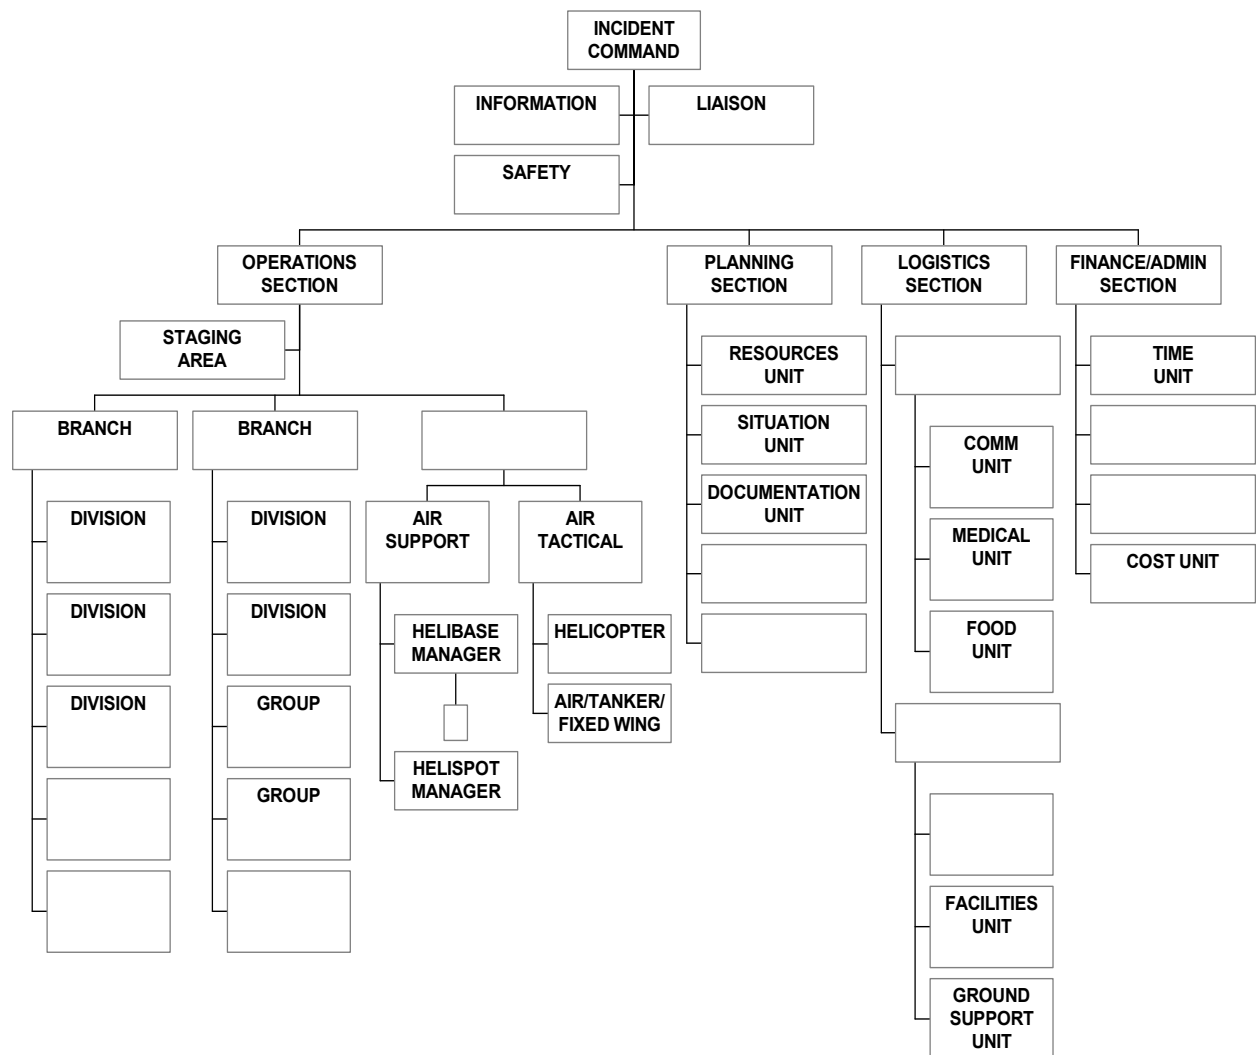 INCIDENT
COMMAND
INFORMATION
LIAISON
SAFETY
OPERATIONS
SECTION
PLANNING
SECTION
LOGISTICS
SECTION
FINANCE/ADMIN
SECTION
STAGING
AREA
RESOURCES
UNIT
TIME
UNIT
BRANCH
BRANCH
SITUATION
UNIT
COMM
UNIT
DIVISION
DIVISION
AIR
SUPPORT
AIR
TACTICAL
DOCUMENTATION
UNIT
MEDICAL
UNIT
COST UNIT
DIVISION
DIVISION
HELIBASE
MANAGER
HELICOPTER
FOOD
UNIT
DIVISION
GROUP
AIR/TANKER/
FIXED WING
HELISPOT
MANAGER
GROUP
FACILITIES
UNIT
GROUND
SUPPORT
UNIT